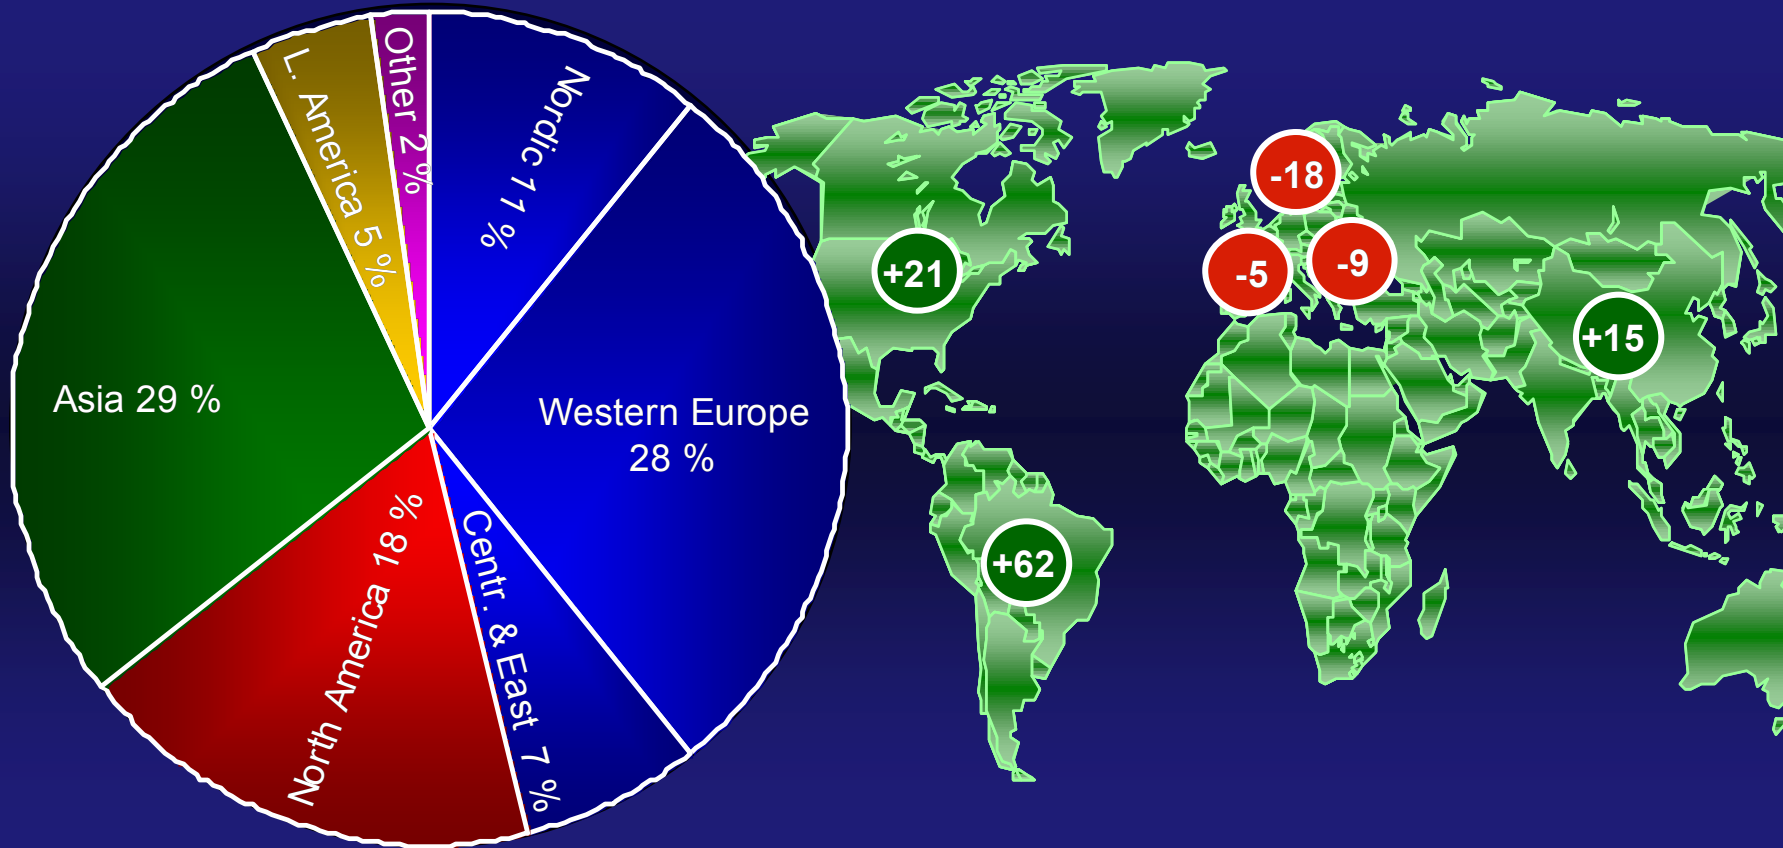 Other 2 %
L. America 5 %
Nordic 11 %
Asia 29 %
Western Europe
28 %
North America 18 %
Centr. & East 7 %
-18
+21
-5
-9
+15
+62